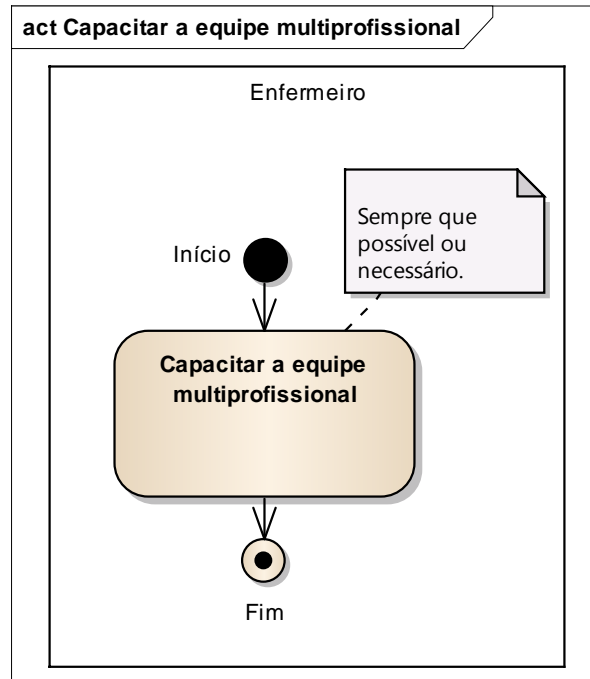 act Capacitar a equipe multiprofissional
Enfermeiro
Sempre que
possível ou
necessário.
Início
Capacitar a equipe
multiprofissional
Fim